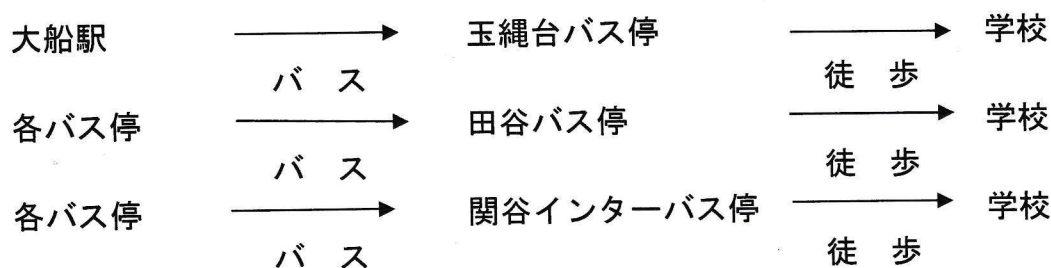 大船駅 → 玉縄台バス停 → 学校
バス 徒歩
各バス停 → 田谷バス停 → 学校
バス 徒歩
各バス停 → 関谷インターバス停 → 学校
バス 徒歩